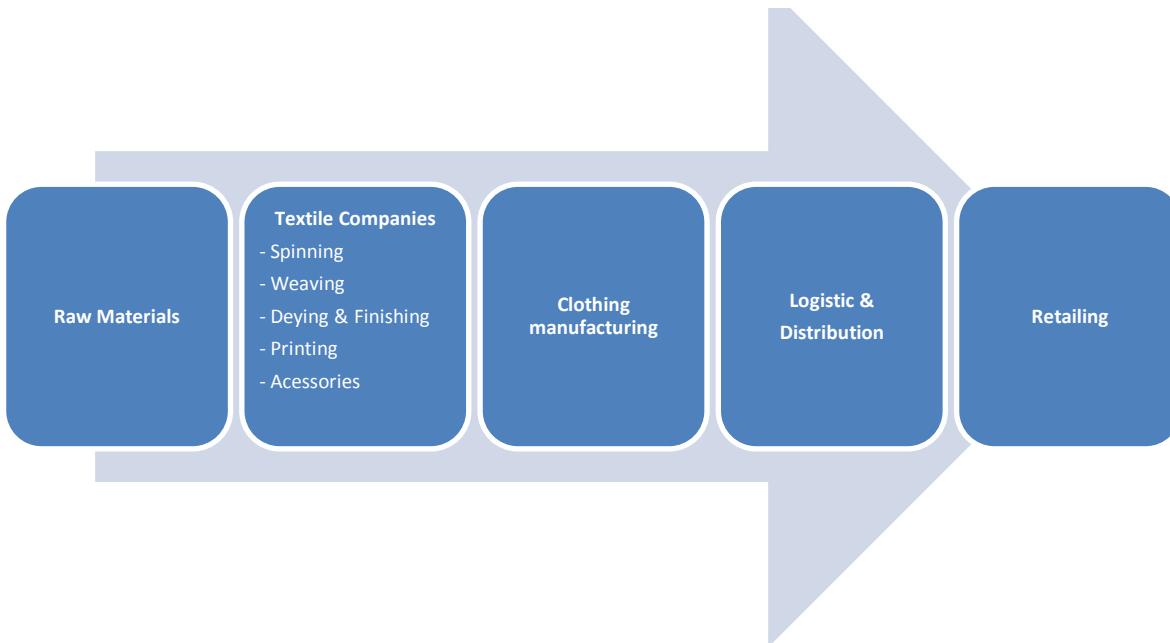 Raw Materials
Textile Companies
- Spinning
- Weaving
- Deying & Finishing
- Printing
- Acessories
Clothing
manufacturing
Logistic &
Distribution
Retailing